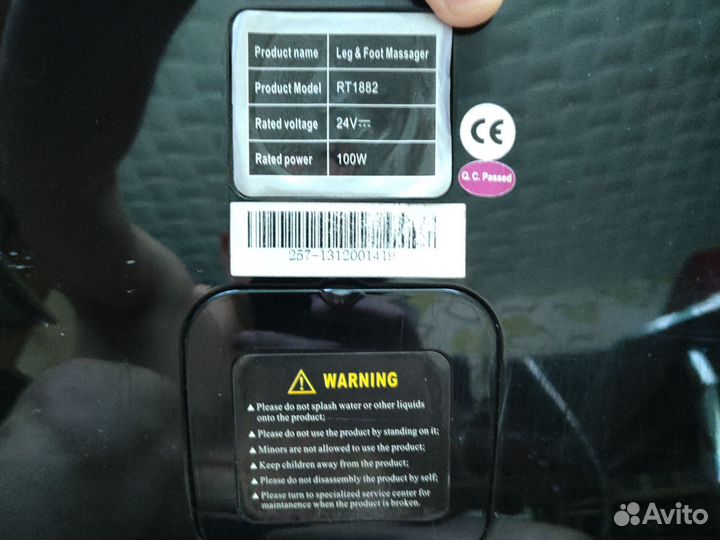 Product name Leg & Foot Massager
Product Model RT1882
Rated voltage 24V⎓
Rated power 100W
CE
Q. C. Passed
257-1312001419
WARNING
▲ Please do not splash water or other liquids
onto the product;
▲ Please do not use the product by standing on it;
▲ Minors are not allowed to use the product;
▲ Keep children away from the product;
▲ Please do not disassembly the product by self;
▲ Please turn to specialized service center for
maintanence when the product is broken.
Avito